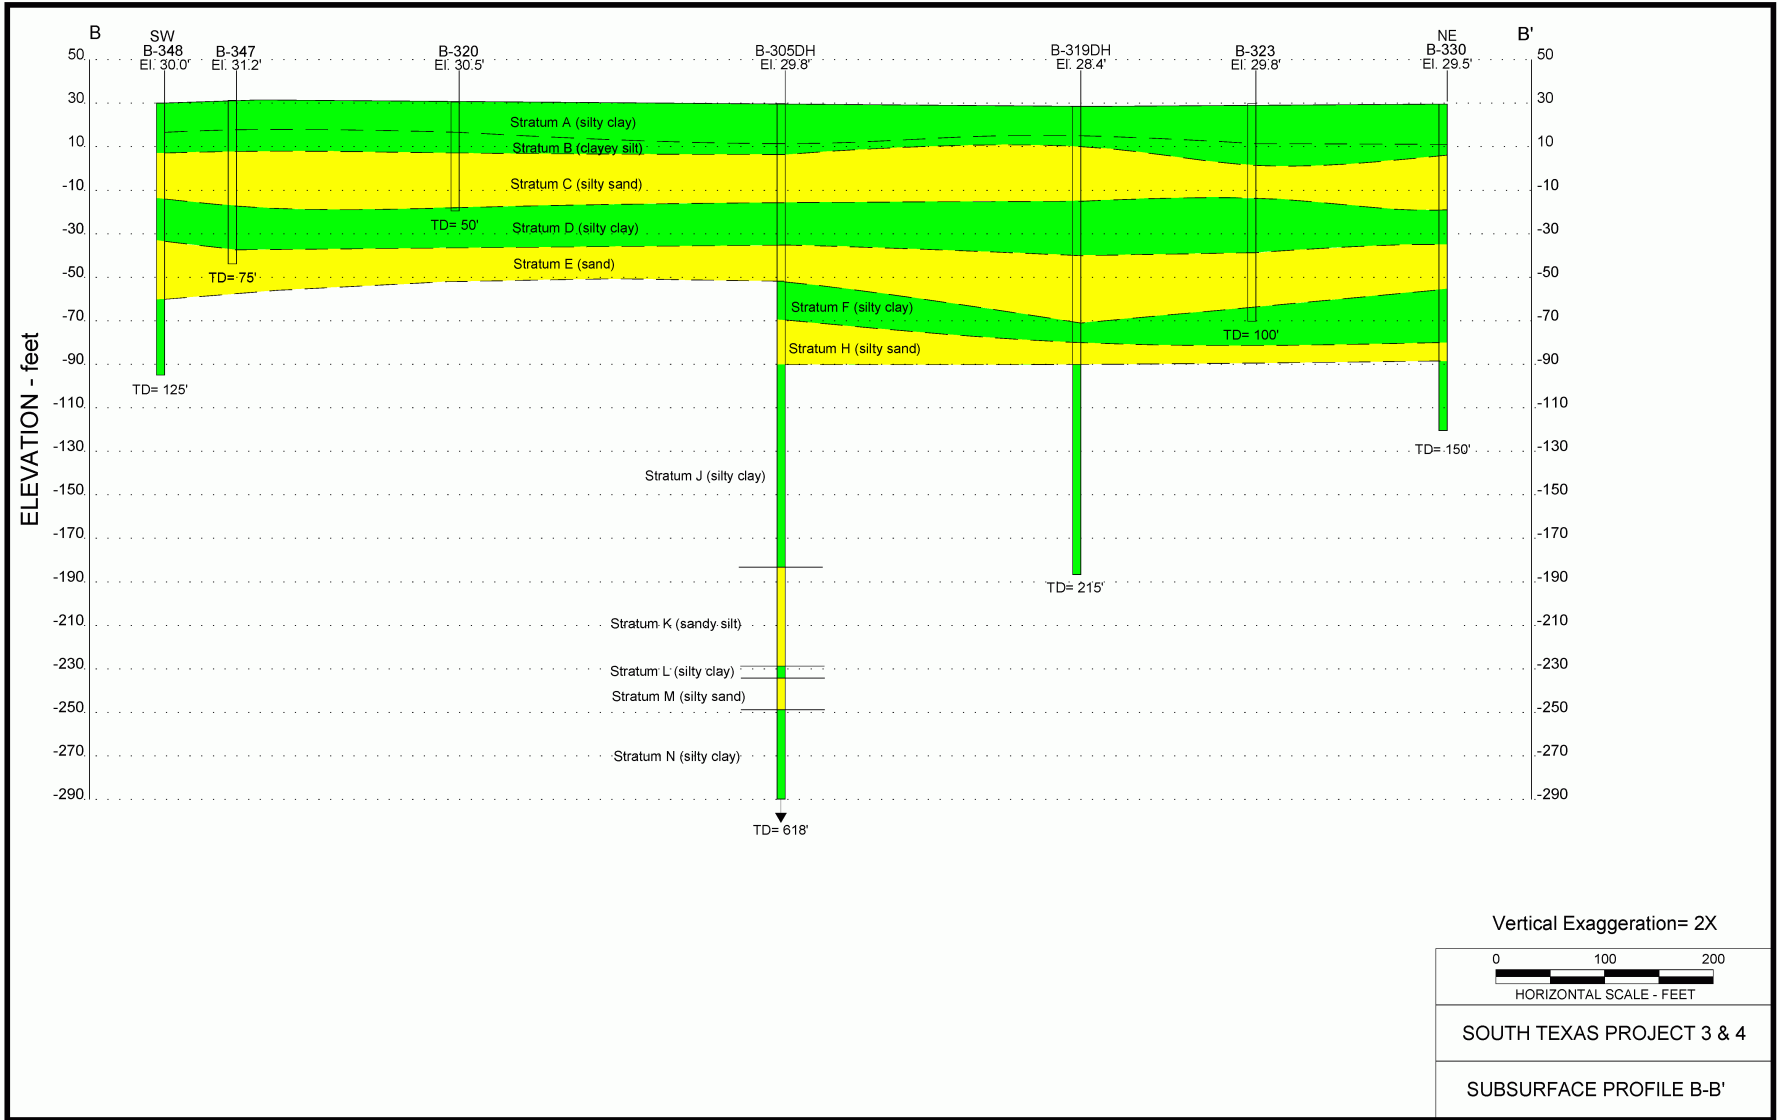 B
SW
B-348
El. 30.0'
B-347
El. 31.2'
B-320
El. 30.5'
B-305DH
El. 29.8'
B-319DH
El. 28.4'
B-323
El. 29.8'
NE
B-330
El. 29.5'
B'
50
30
10
-10
-30
-50
-70
-90
-110
-130
-150
-170
-190
-210
-230
-250
-270
-290
ELEVATION - feet
Stratum A (silty clay)
Stratum B (clayey silt)
Stratum C (silty sand)
TD= 50'
Stratum D (silty clay)
Stratum E (sand)
TD= 75'
Stratum F (silty clay)
TD= 100'
Stratum H (silty sand)
TD= 125'
TD= 150'
Stratum J (silty clay)
TD= 215'
Stratum K (sandy silt)
Stratum L (silty clay)
Stratum M (silty sand)
Stratum N (silty clay)
TD= 618'
50
30
10
-10
-30
-50
-70
-90
-110
-130
-150
-170
-190
-210
-230
-250
-270
-290
Vertical Exaggeration= 2X
0 100 200
HORIZONTAL SCALE - FEET
SOUTH TEXAS PROJECT 3 & 4
SUBSURFACE PROFILE B-B'